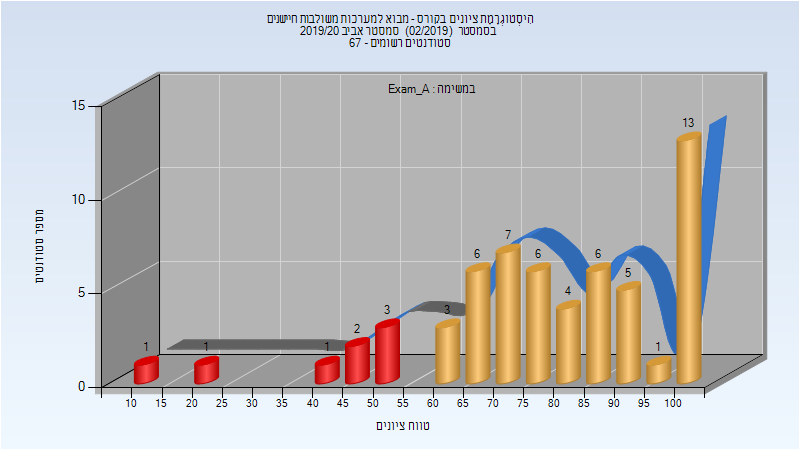 היסטוגרמת ציונים בקורס - מבוא למערכות משולבות חיישנים
בסמסטר (02/2019) סמסטר אביב 2019/20
סטודנטים רשומים - 67
במשימה : Exam_A
מספר סטודנטים
15
10
5
0
1 1 1 2 3 3 6 7 6 4 6 5 1 13
10 15 20 25 30 35 40 45 50 55 60 65 70 75 80 85 90 95 100
טווח ציונים